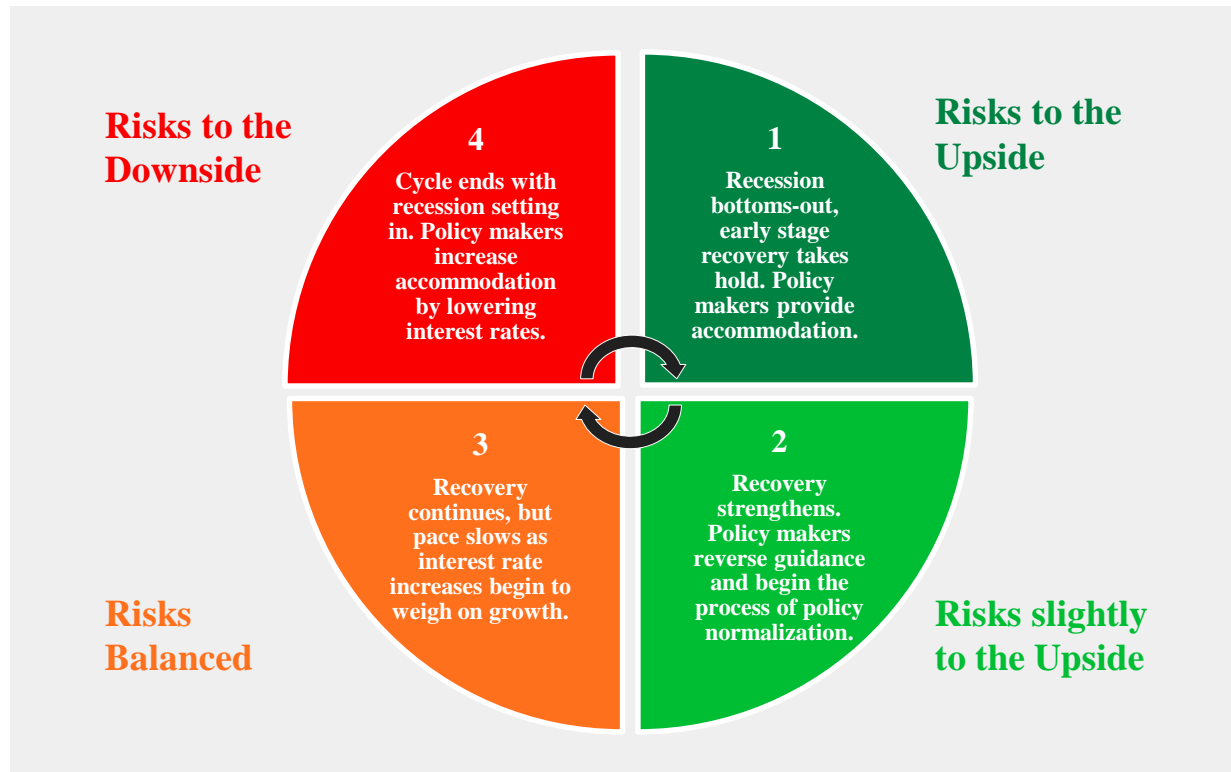 Risks to the
Downside
4
Cycle ends with
recession setting
in. Policy makers
increase
accommodation
by lowering
interest rates.
1
Recession
bottoms-out,
early stage
recovery takes
hold. Policy
makers provide
accommodation.
Risks to the
Upside
Risks
Balanced
3
Recovery
continues, but
pace slows as
interest rate
increases begin to
weigh on growth.
2
Recovery
strengthens.
Policy makers
reverse guidance
and begin the
process of policy
normalization.
Risks slightly
to the Upside